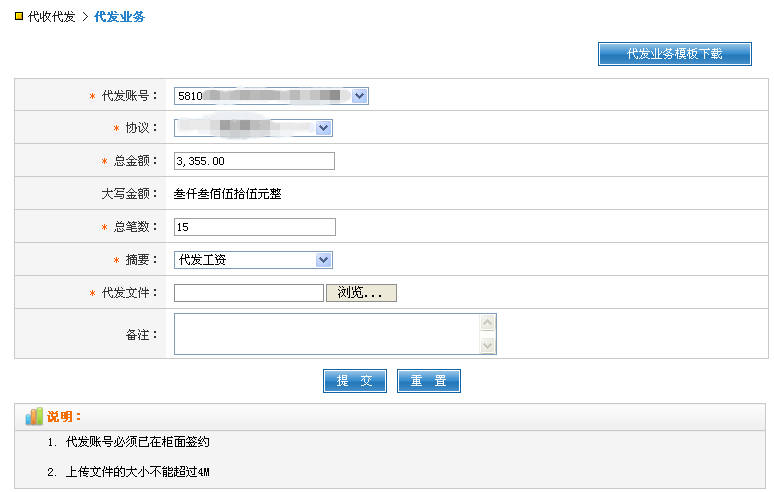 代收代发 > 代发业务
代发业务模板下载
* 代发账号： 5810
* 协议：
* 总金额： 3,355.00
大写金额： 叁仟叁佰伍拾伍元整
* 总笔数： 15
* 摘要： 代发工资
* 代发文件： 浏览...
备注：
提 交 重 置
说明：
1. 代发账号必须已在柜面签约
2. 上传文件的大小不能超过4M